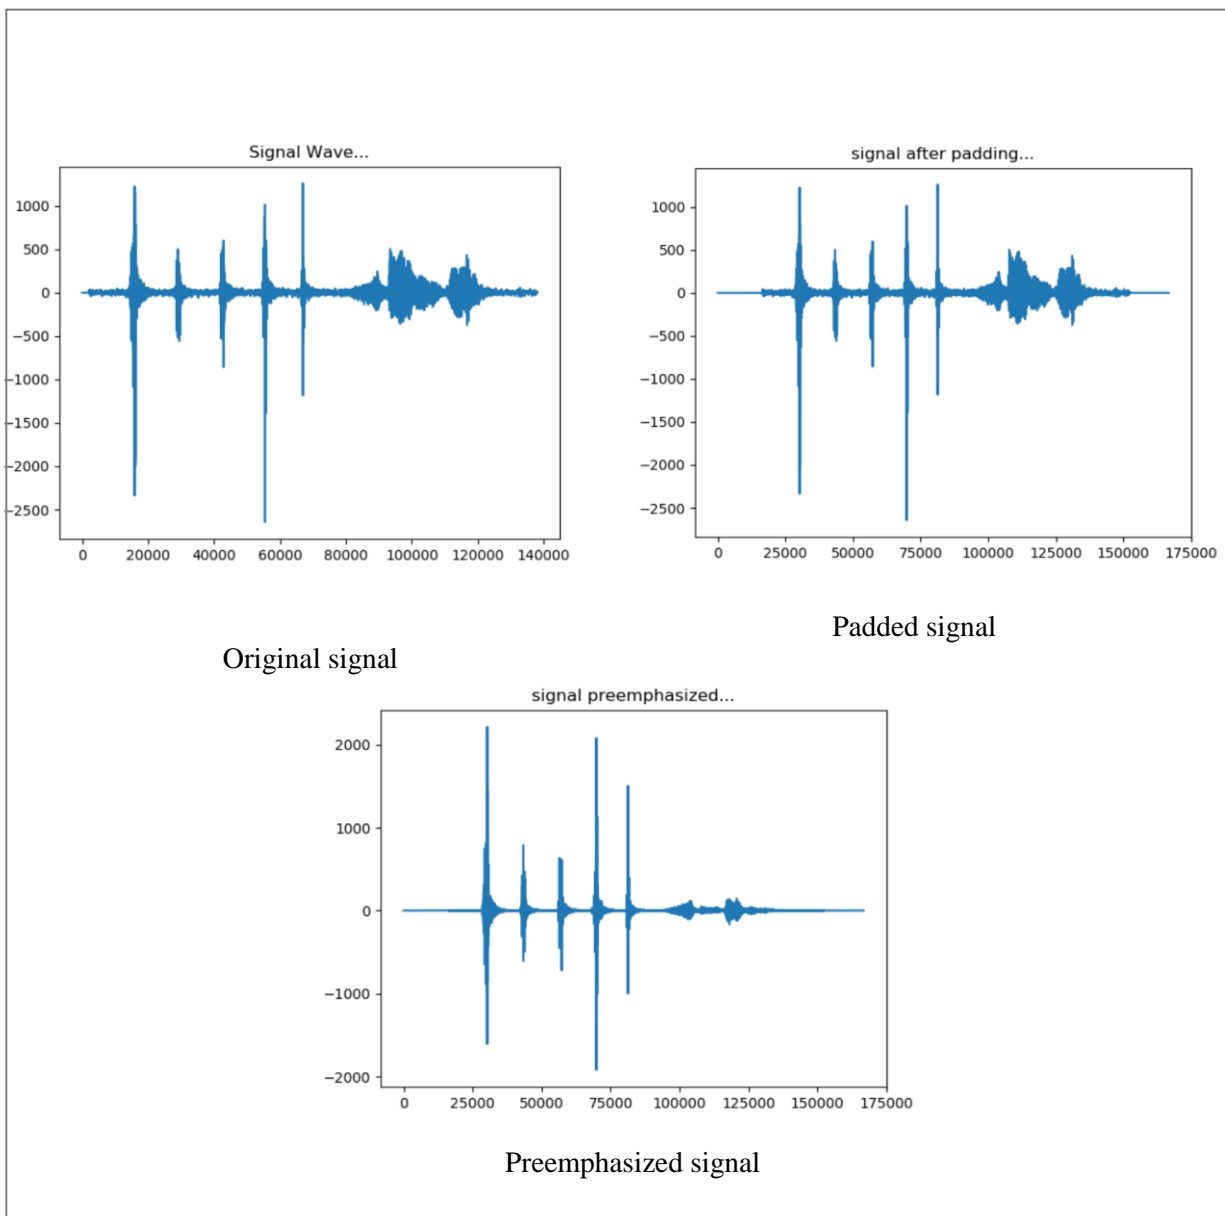 Signal Wave...
1000
500
0
−500
−1000
−1500
−2000
−2500
0 20000 40000 60000 80000 100000 120000 140000
Original signal
signal after padding...
1000
500
0
−500
−1000
−1500
−2000
−2500
0 25000 50000 75000 100000 125000 150000 175000
Padded signal
signal preemphasized...
2000
1000
0
−1000
−2000
0 25000 50000 75000 100000 125000 150000 175000
Preemphasized signal